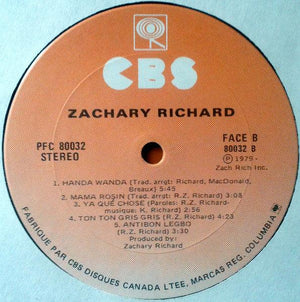 CBS
ZACHARY RICHARD
PFC 80032
STEREO
FACE B
80032 B
Ⓟ 1979 -
Zach Rich Inc.
1. HANDA WANDA (Trad. arrgt: Richard, MacDonald,
Breaux) 5:45
2. MAMA ROSIN (Trad. arrgt: R.Z. Richard) 3:08
3. YA QUÉ CHOSE (Paroles: R.Z. Richard-
musique: K. Richard) 2:56
4. TON TON GRIS GRIS (R.Z. Richard) 4:23
5. ANTIBON LEGBO
(R.Z. Richard) 3:30
Produced by:
Zachary Richard
FABRIQUE PAR CBS DISQUES CANADA LTEE, MARCAS REG. COLUMBIA